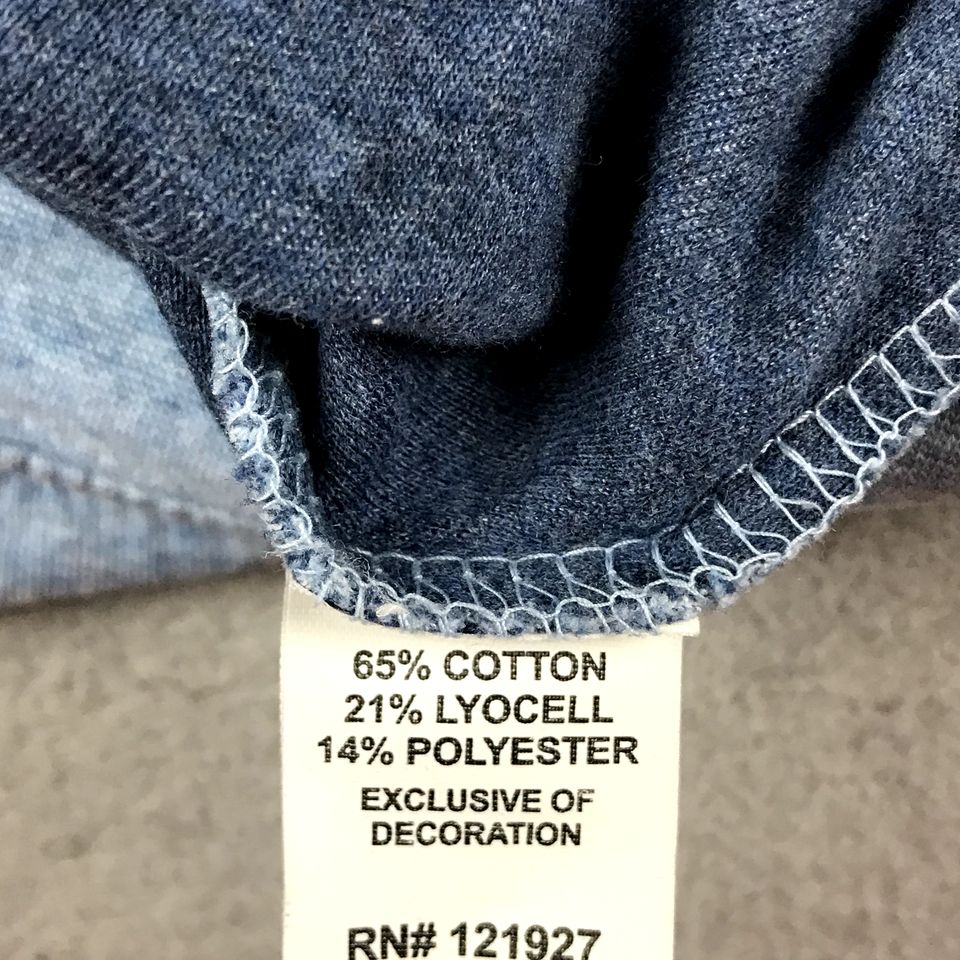 65% COTTON
21% LYOCELL
14% POLYESTER
EXCLUSIVE OF
DECORATION
RN# 121927